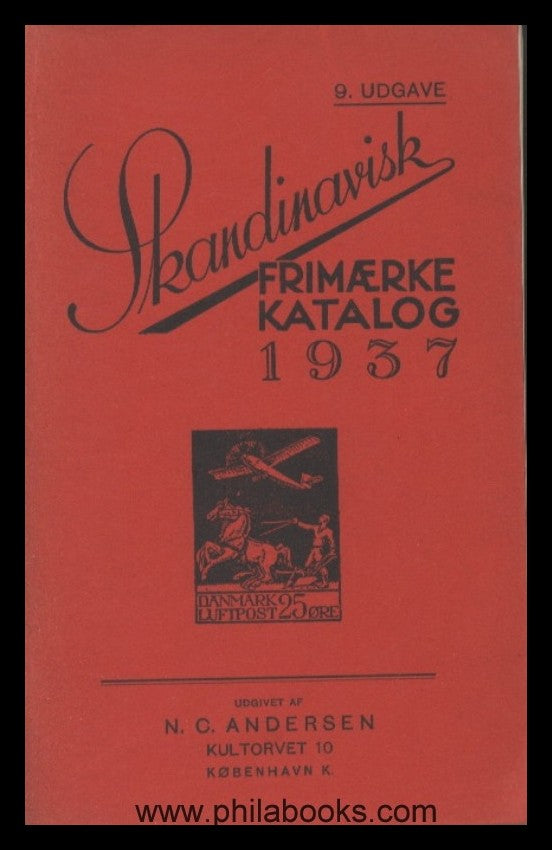 9. UDGAVE
Skandinavisk
FRIMÆRKE
KATALOG
1937
DANMARK
LUFTPOST 25 ØRE
UDGIVET AF
N. C. ANDERSEN
KULTORVET 10
KØBENHAVN K.
www.philabooks.com